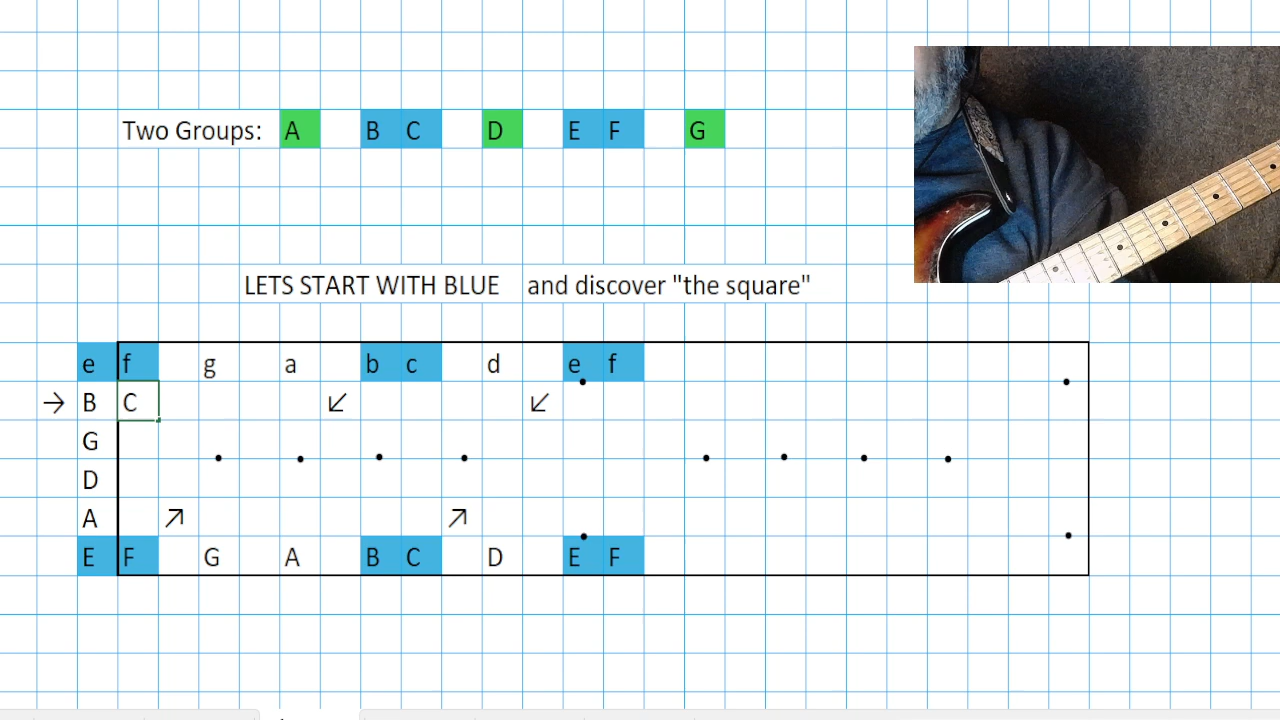 Two Groups: A B C D E F G
LETS START WITH BLUE and discover "the square"
e f g a b c d e f
→ B C ↙ ↙
G
D
A ↗ ↗
E F G A B C D E F